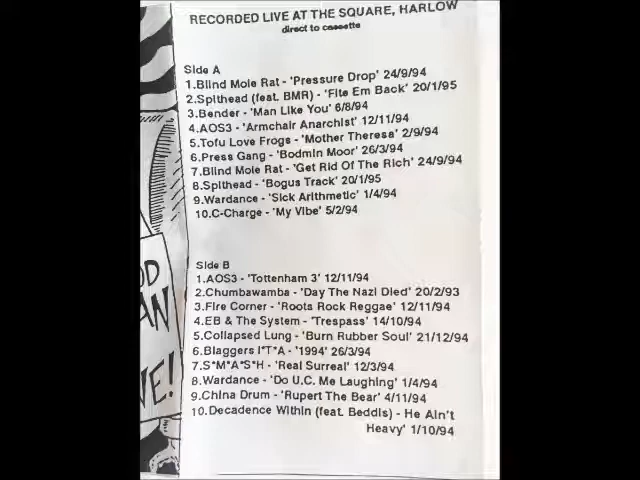 RECORDED LIVE AT THE SQUARE, HARLOW
direct to cassette
Side A
1.Blind Mole Rat - 'Pressure Drop' 24/9/94
2.Spithead (feat. BMR) - 'Fite Em Back' 20/1/95
3.Bender - 'Man Like You' 6/8/94
4.AOS3 - 'Armchair Anarchist' 12/11/94
5.Tofu Love Frogs - 'Mother Theresa' 2/9/94
6.Press Gang - 'Bodmin Moor' 26/3/94
7.Blind Mole Rat - 'Get Rid Of The Rich' 24/9/94
8.Spithead - 'Bogus Track' 20/1/95
9.Wardance - 'Sick Arithmetic' 1/4/94
10.C-Charge - 'My Vibe' 5/2/94
Side B
1.AOS3 - 'Tottenham 3' 12/11/94
2.Chumbawamba - 'Day The Nazi Died' 20/2/93
3.Fire Corner - 'Roots Rock Reggae' 12/11/94
4.EB & The System - 'Trespass' 14/10/94
5.Collapsed Lung - 'Burn Rubber Soul' 21/12/94
6.Blaggers I*T*A - '1994' 26/3/94
7.S*M*A*S*H - 'Real Surreal' 12/3/94
8.Wardance - 'Do U.C. Me Laughing' 1/4/94
9.China Drum - 'Rupert The Bear' 4/11/94
10.Decadence Within (feat. Beddis) - He Ain't
Heavy' 1/10/94